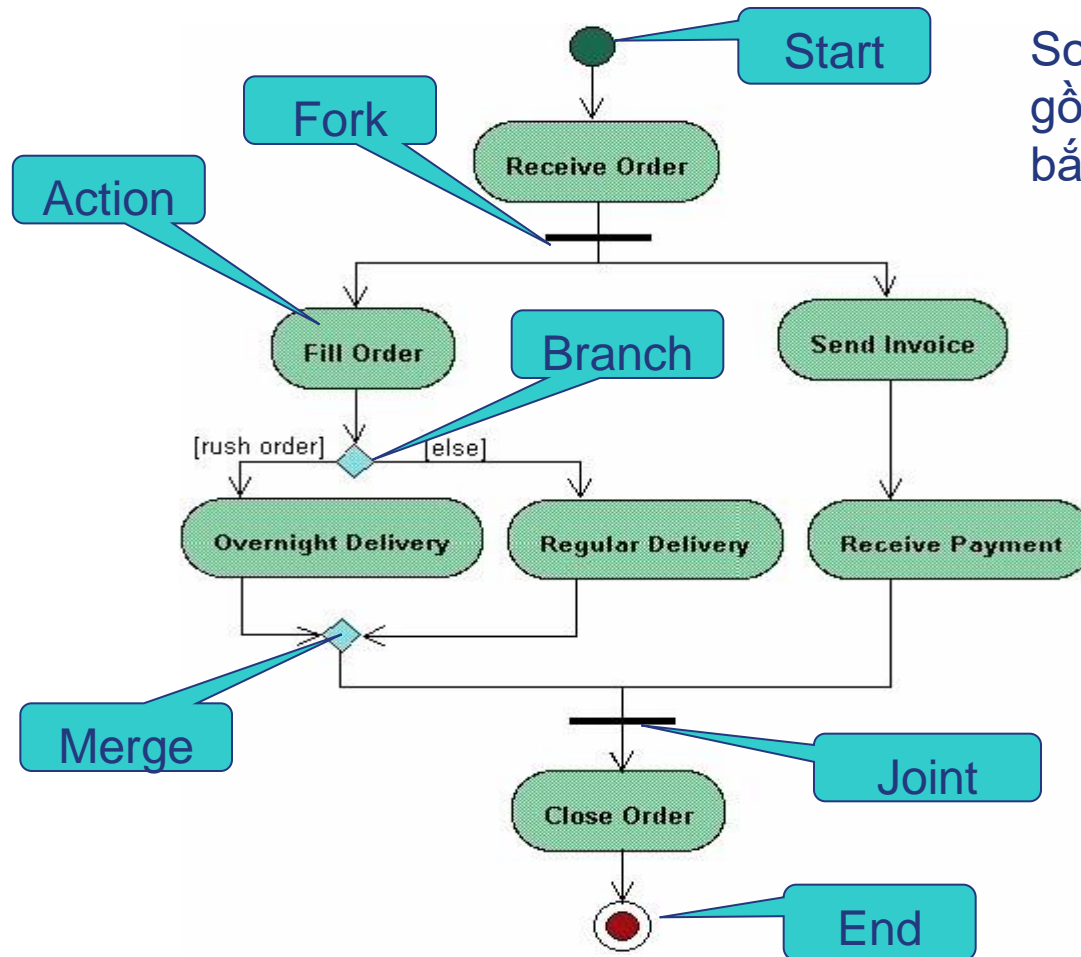 Start
Fork
Receive Order
Action
Fill Order
Send Invoice
Branch
[rush order]
[else]
Overnight Delivery
Regular Delivery
Receive Payment
Merge
Joint
Close Order
End